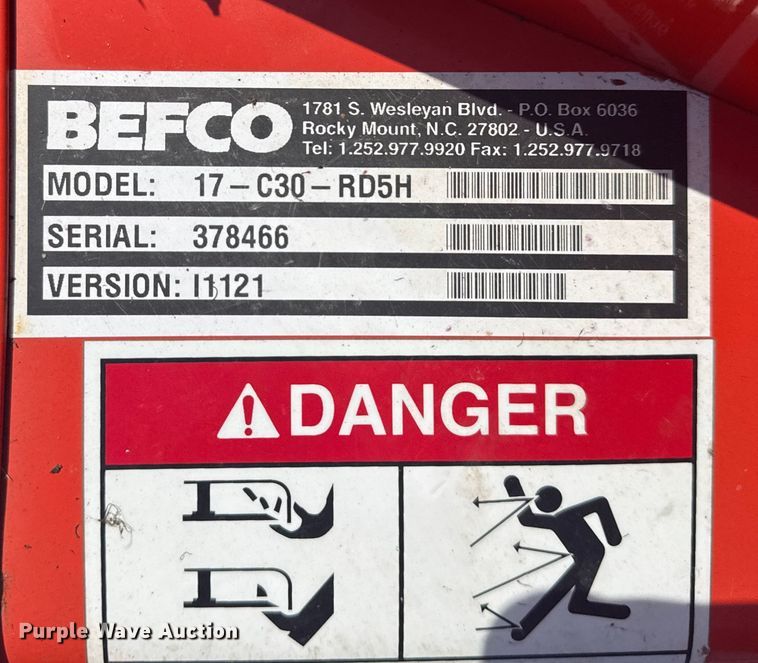 BEFCO
1781 S. Wesleyan Blvd. - P.O. Box 6036
Rocky Mount, N.C. 27802 - U.S.A.
Tel: 1.252.977.9920 Fax: 1.252.977.9718
MODEL: 17-C30-RD5H
SERIAL: 378466
VERSION: I1121
DANGER
Purple Wave Auction